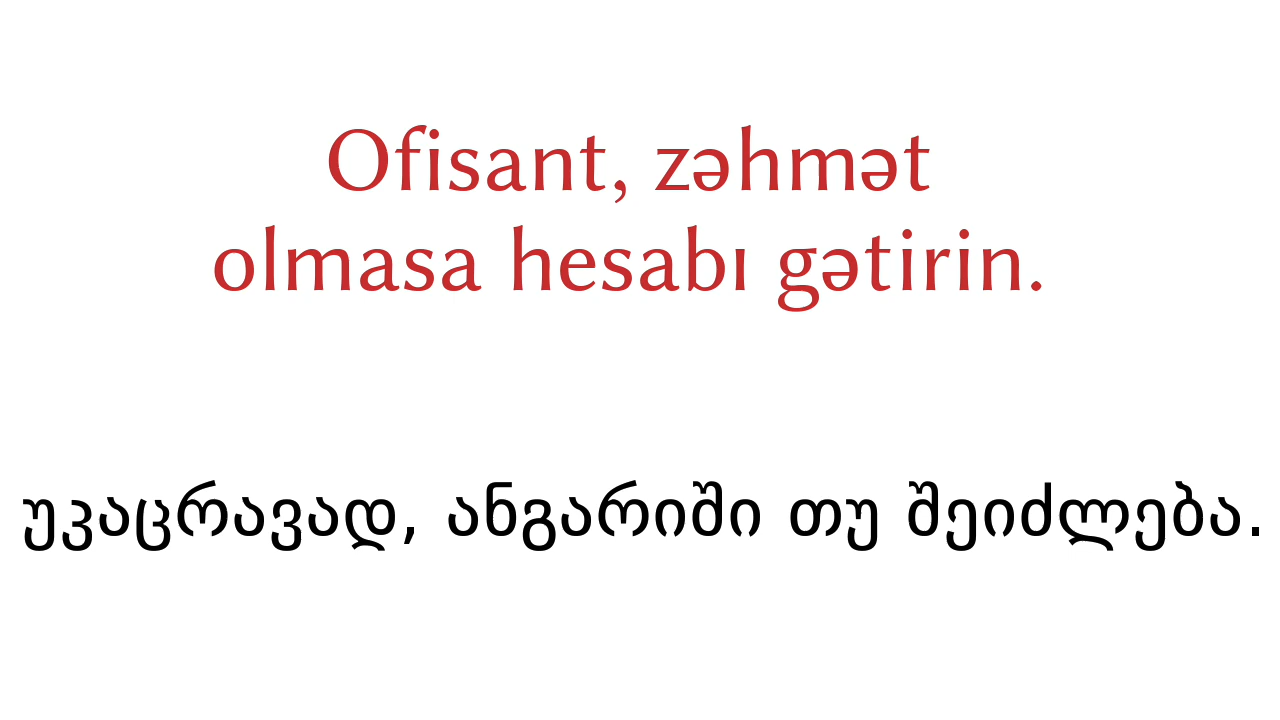 Ofisant, zəhmət
olmasa hesabı gətirin.
უკაცრავად, ანგარიში თუ შეიძლება.